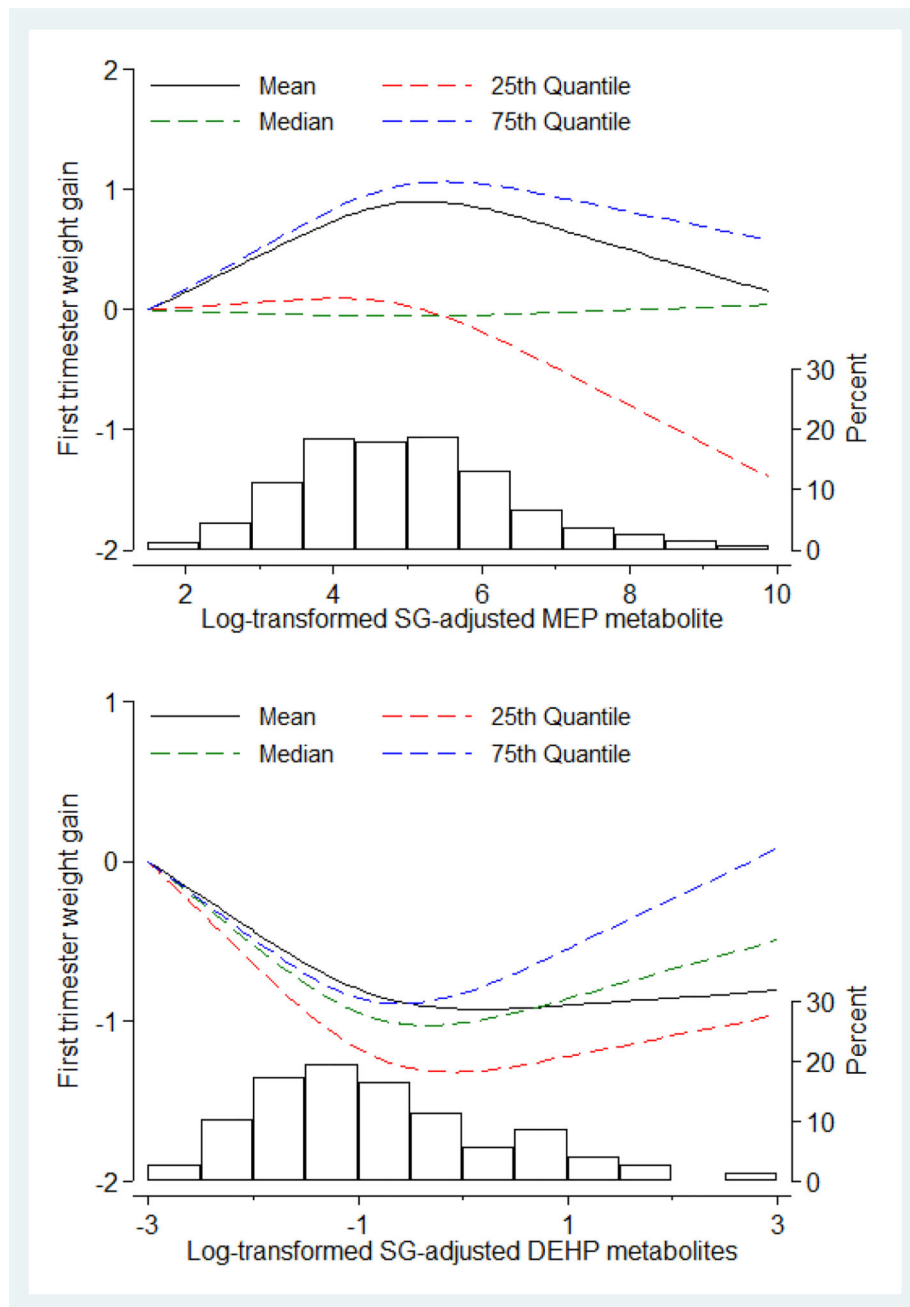 2
Mean
25th Quantile
Median
75th Quantile
1
0
-1
-2
First trimester weight gain
30
20
10
0
Percent
2 4 6 8 10
Log-transformed SG-adjusted MEP metabolite
1
Mean
25th Quantile
Median
75th Quantile
0
-1
-2
First trimester weight gain
30
20
10
0
Percent
-3 -1 1 3
Log-transformed SG-adjusted DEHP metabolites